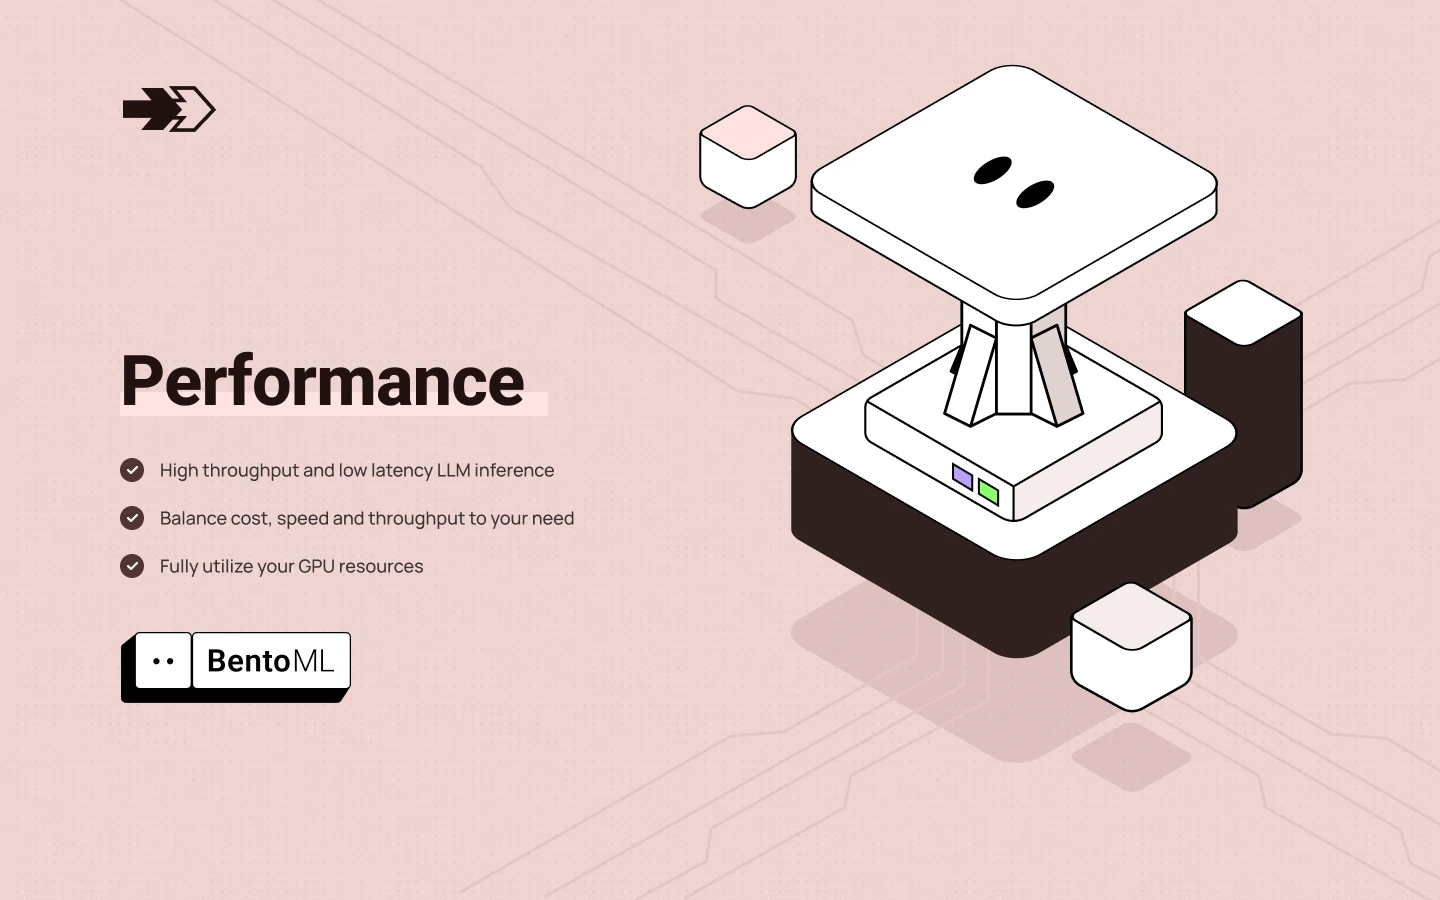 Performance
High throughput and low latency LLM inference
Balance cost, speed and throughput to your need
Fully utilize your GPU resources
BentoML